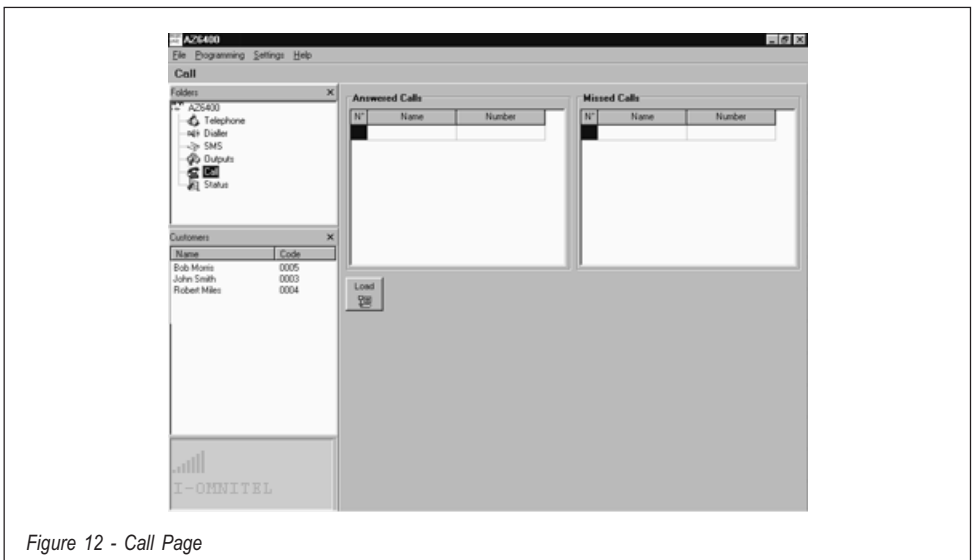 AZ6400
File Programming Settings Help
Call
Folders
AZ6400
Telephone
Dialler
SMS
Outputs
Call
Status
Customers
Name Code
Bob Morris 0005
John Smith 0003
Robert Miles 0004
I-OMNITEL
Answered Calls
N° Name Number
Missed Calls
N° Name Number
Load
Figure 12 - Call Page